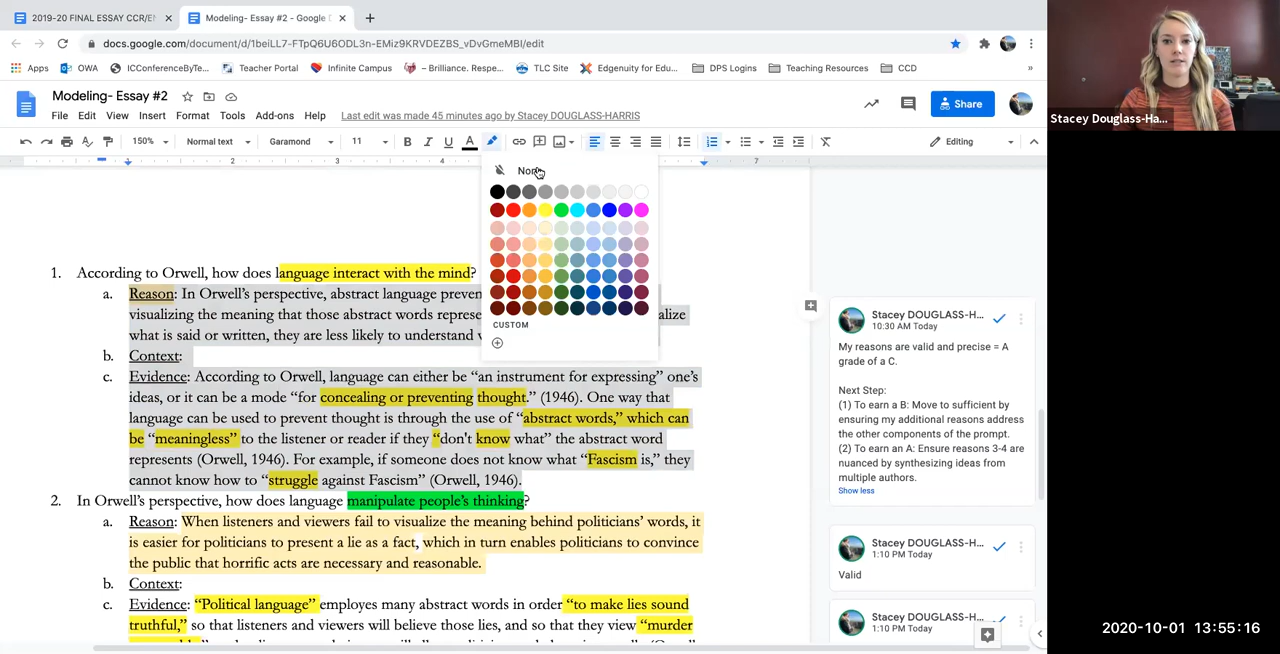 2019-20 FINAL ESSAY CCR/E
Modeling- Essay #2 - Google
docs.google.com/document/d/1beiLL7-FTpQ6U6ODL3n-EMiz9KRVDEZBS_vDvGmeMBI/edit
Apps OWA ICConferenceByTe... Teacher Portal Infinite Campus – Brilliance. Respe... TLC Site Edgenuity for Edu... DPS Logins Teaching Resources CCD »
Modeling- Essay #2
File Edit View Insert Format Tools Add-ons Help Last edit was made 45 minutes ago by Stacey DOUGLASS-HARRIS
Share
150% Normal text Garamond 11 B I U A Editing
2 3 4 7
None
CUSTOM
1. According to Orwell, how does language interact with the mind?
a. Reason: In Orwell's perspective, abstract language preven
visualizing the meaning that those abstract words represe alize
what is said or written, they are less likely to understand w
b. Context:
c. Evidence: According to Orwell, language can either be “an instrument for expressing” one's
ideas, or it can be a mode “for concealing or preventing thought.” (1946). One way that
language can be used to prevent thought is through the use of “abstract words,” which can
be “meaningless” to the listener or reader if they “don't know what” the abstract word
represents (Orwell, 1946). For example, if someone does not know what “Fascism is,” they
cannot know how to “struggle against Fascism” (Orwell, 1946).
2. In Orwell's perspective, how does language manipulate people's thinking?
a. Reason: When listeners and viewers fail to visualize the meaning behind politicians' words, it
is easier for politicians to present a lie as a fact, which in turn enables politicians to convince
the public that horrific acts are necessary and reasonable.
b. Context:
c. Evidence: “Political language” employes many abstract words in order “to make lies sound
truthful,” so that listeners and viewers will believe those lies, and so that they view “murder
Stacey DOUGLASS-H...
10:30 AM Today
My reasons are valid and precise = A
grade of a C.
Next Step:
(1) To earn a B: Move to sufficient by
ensuring my additional reasons address
the other components of the prompt.
(2) To earn an A: Ensure reasons 3-4 are
nuanced by synthesizing ideas from
multiple authors.
Show less
Stacey DOUGLASS-H...
1:10 PM Today
Valid
Stacey DOUGLASS-H...
1:10 PM Today
Stacey Douglass-Ha...
2020-10-01 13:55:16